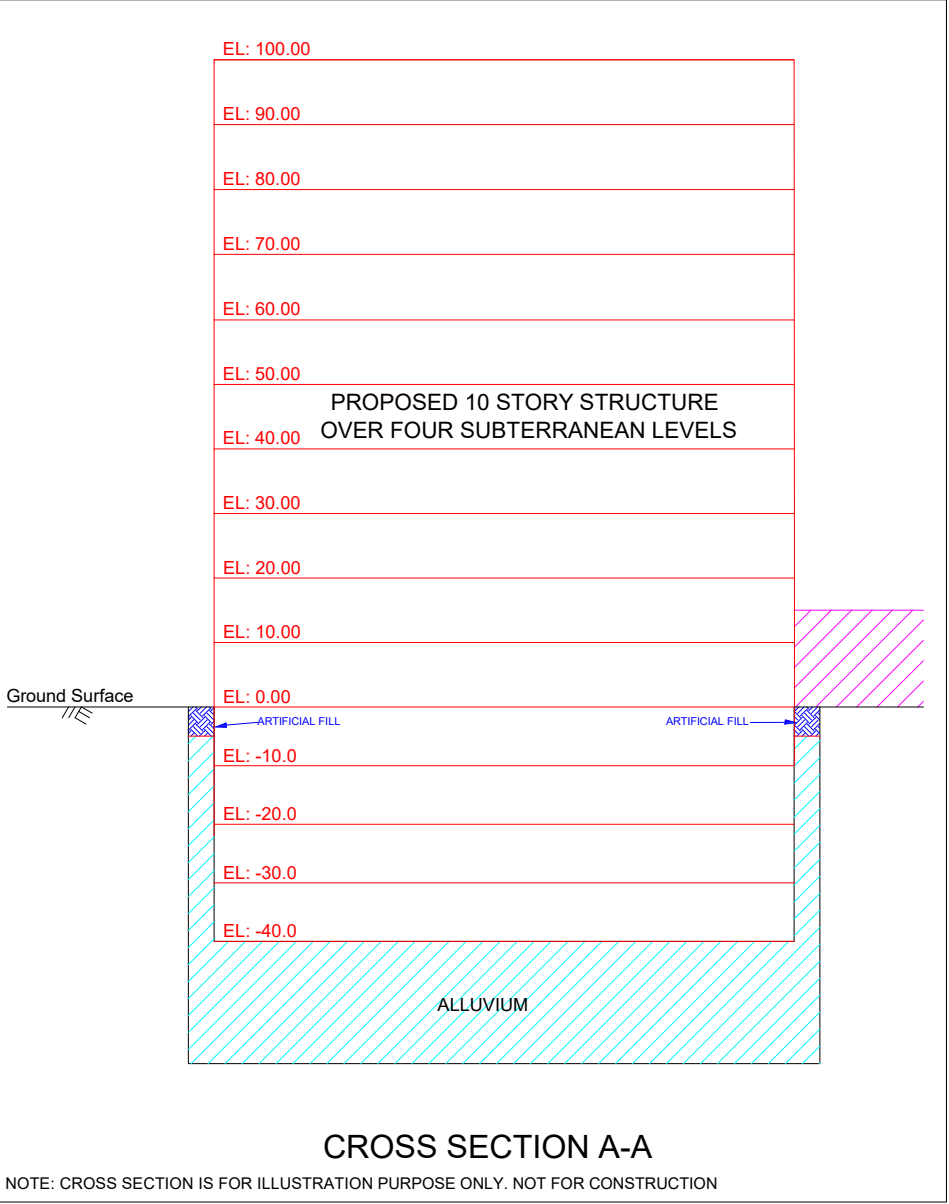 EL: 100.00
EL: 90.00
EL: 80.00
EL: 70.00
EL: 60.00
EL: 50.00
PROPOSED 10 STORY STRUCTURE
OVER FOUR SUBTERRANEAN LEVELS
EL: 40.00
EL: 30.00
EL: 20.00
EL: 10.00
Ground Surface
EL: 0.00
ARTIFICIAL FILL
ARTIFICIAL FILL
EL: -10.0
EL: -20.0
EL: -30.0
EL: -40.0
ALLUVIUM
CROSS SECTION A-A
NOTE: CROSS SECTION IS FOR ILLUSTRATION PURPOSE ONLY. NOT FOR CONSTRUCTION